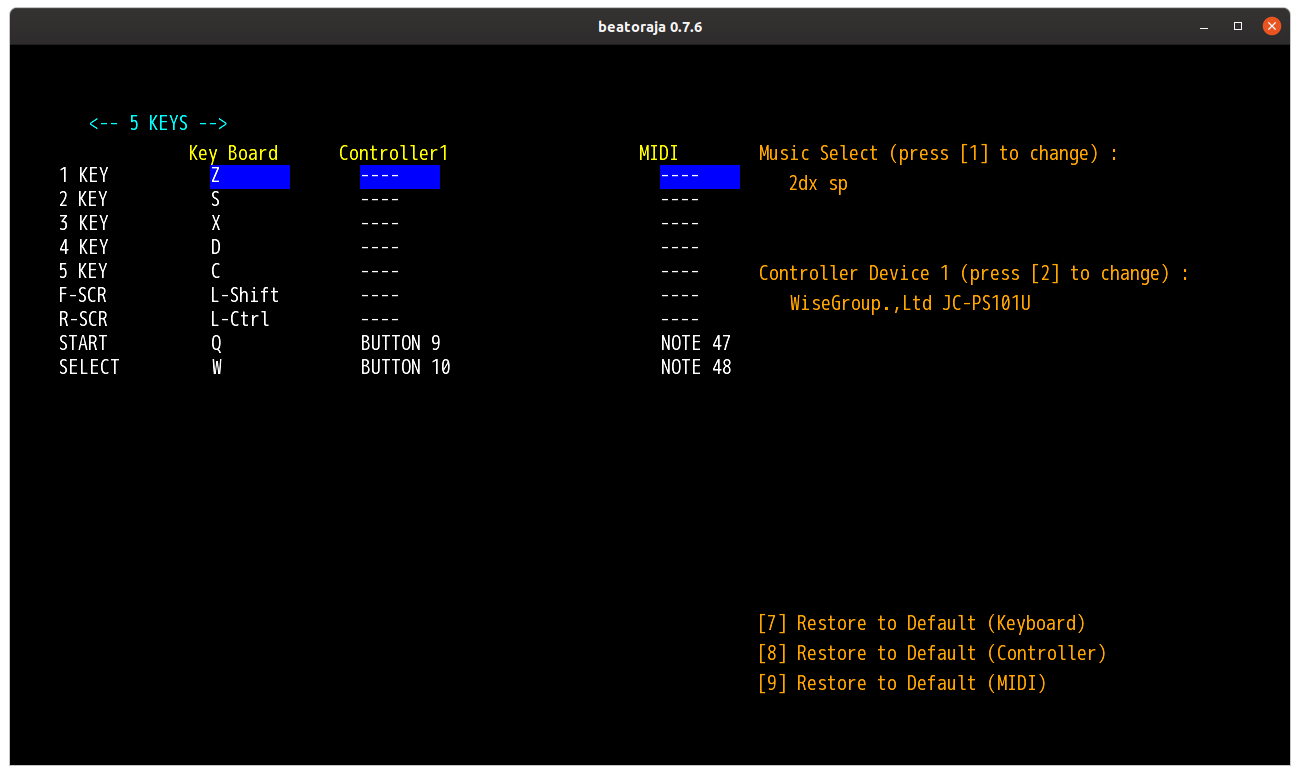 beatoraja 0.7.6
<-- 5 KEYS -->
Key Board Controller1 MIDI
1 KEY Z ---- ----
2 KEY S ---- ----
3 KEY X ---- ----
4 KEY D ---- ----
5 KEY C ---- ----
F-SCR L-Shift ---- ----
R-SCR L-Ctrl ---- ----
START Q BUTTON 9 NOTE 47
SELECT W BUTTON 10 NOTE 48
Music Select (press [1] to change) :
2dx sp
Controller Device 1 (press [2] to change) :
WiseGroup.,Ltd JC-PS101U
[7] Restore to Default (Keyboard)
[8] Restore to Default (Controller)
[9] Restore to Default (MIDI)